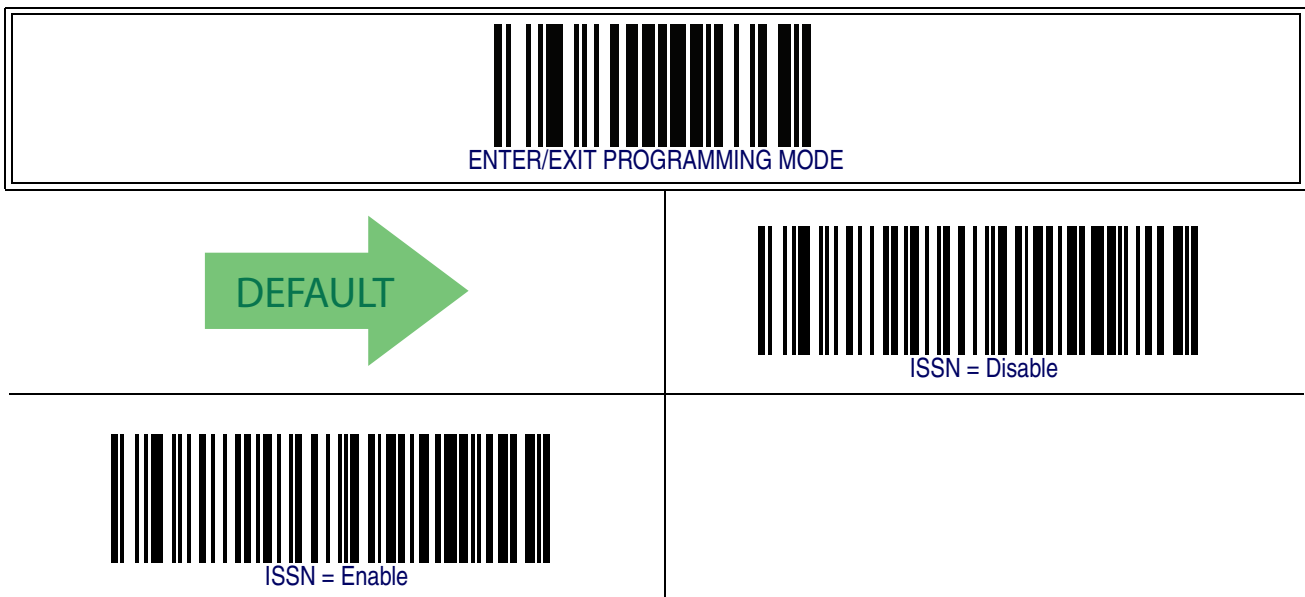 ENTER/EXIT PROGRAMMING MODE
DEFAULT
ISSN = Disable
ISSN = Enable